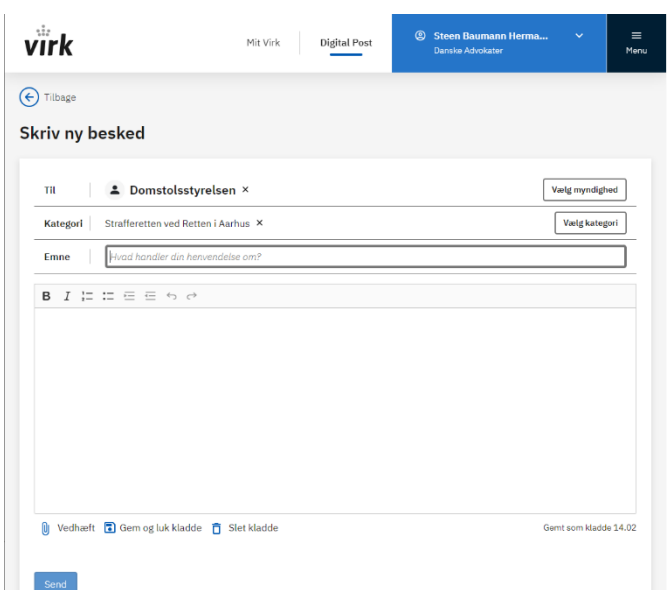 virk
Mit Virk
Digital Post
Steen Baumann Herma...
Danske Advokater
Menu
Tilbage
Skriv ny besked
Til
Domstolsstyrelsen ×
Vælg myndighed
Kategori
Strafferetten ved Retten i Aarhus ×
Vælg kategori
Emne
Hvad handler din henvendelse om?
B I
Vedhæft
Gem og luk kladde
Slet kladde
Gemt som kladde 14.02
Send